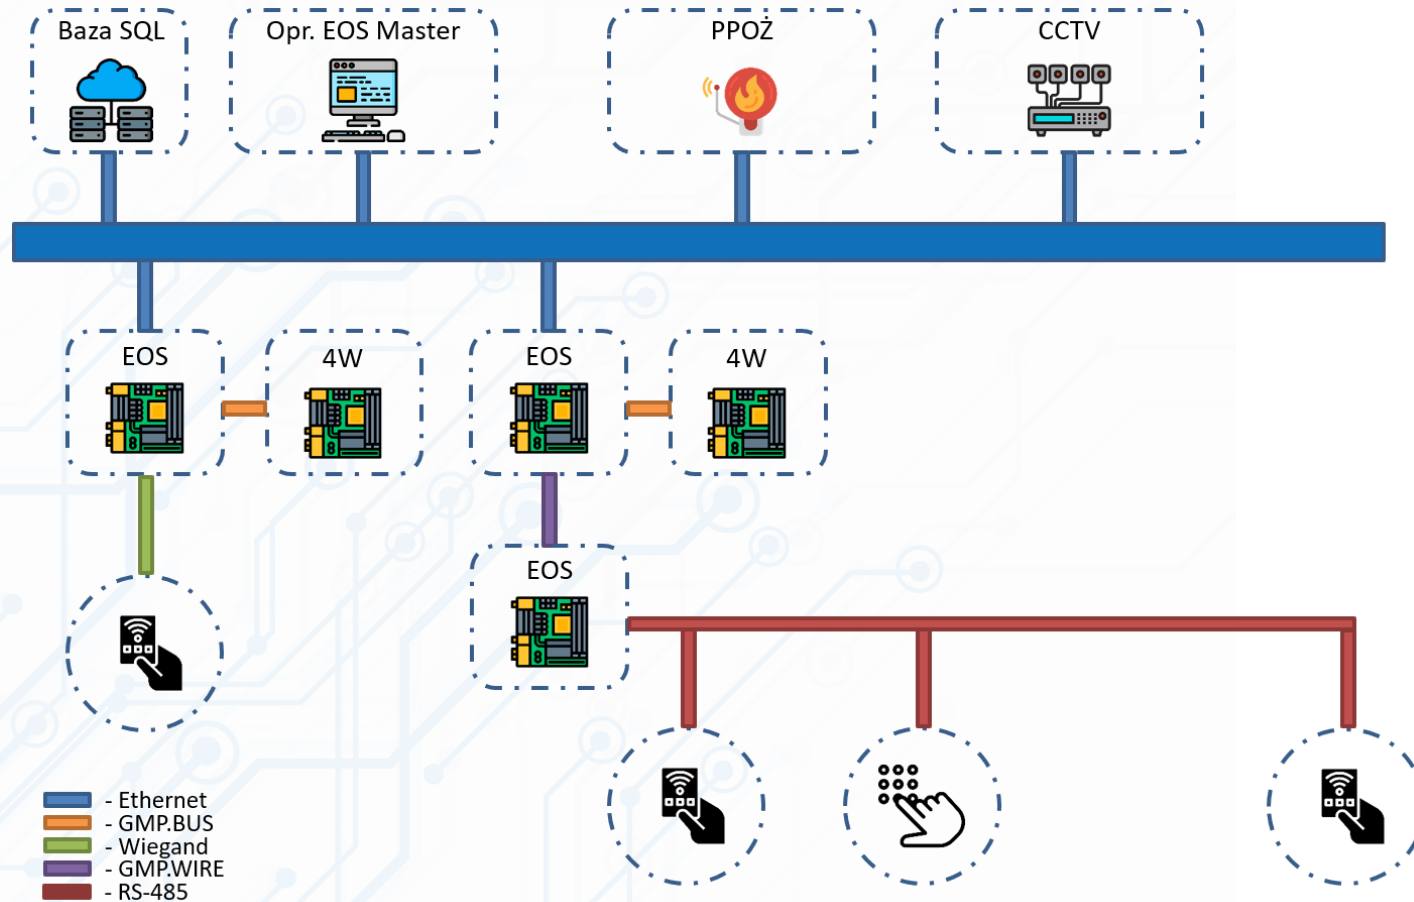 Baza SQL
Opr. EOS Master
PPOŻ
CCTV
EOS
4W
EOS
4W
EOS
- Ethernet
- GMP.BUS
- Wiegand
- GMP.WIRE
- RS-485